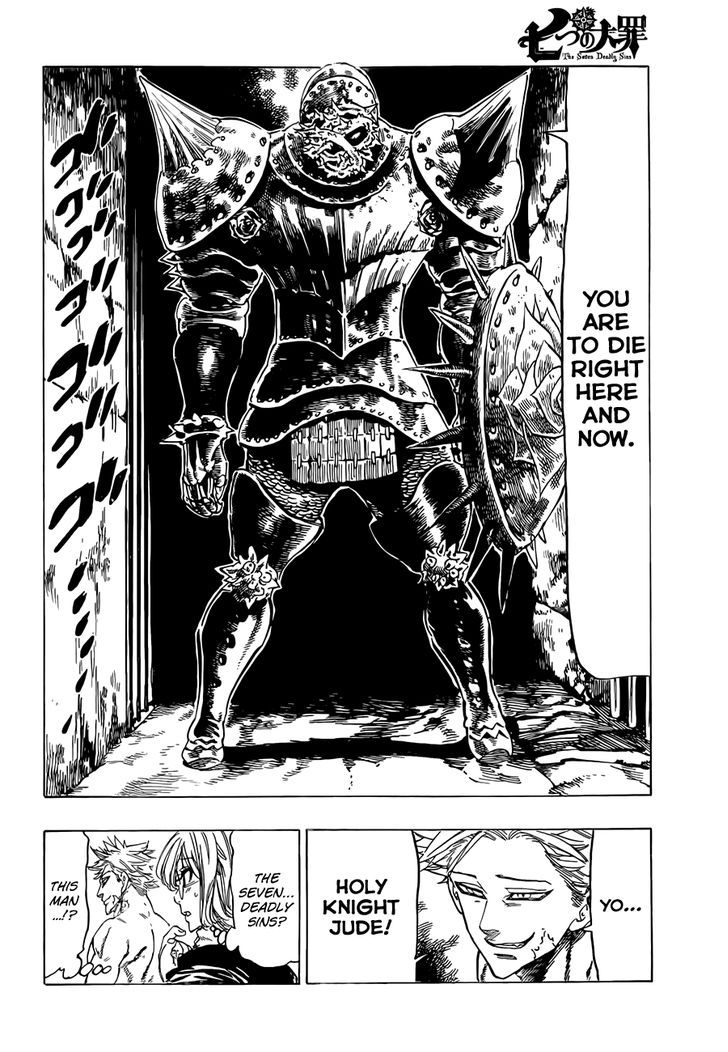 七つの大罪
The Seven Deadly Sins
YOU
ARE
TO DIE
RIGHT
HERE
AND
NOW.
YO...
HOLY
KNIGHT
JUDE!
THE
SEVEN...
DEADLY
SINS?
THIS
MAN
...!?